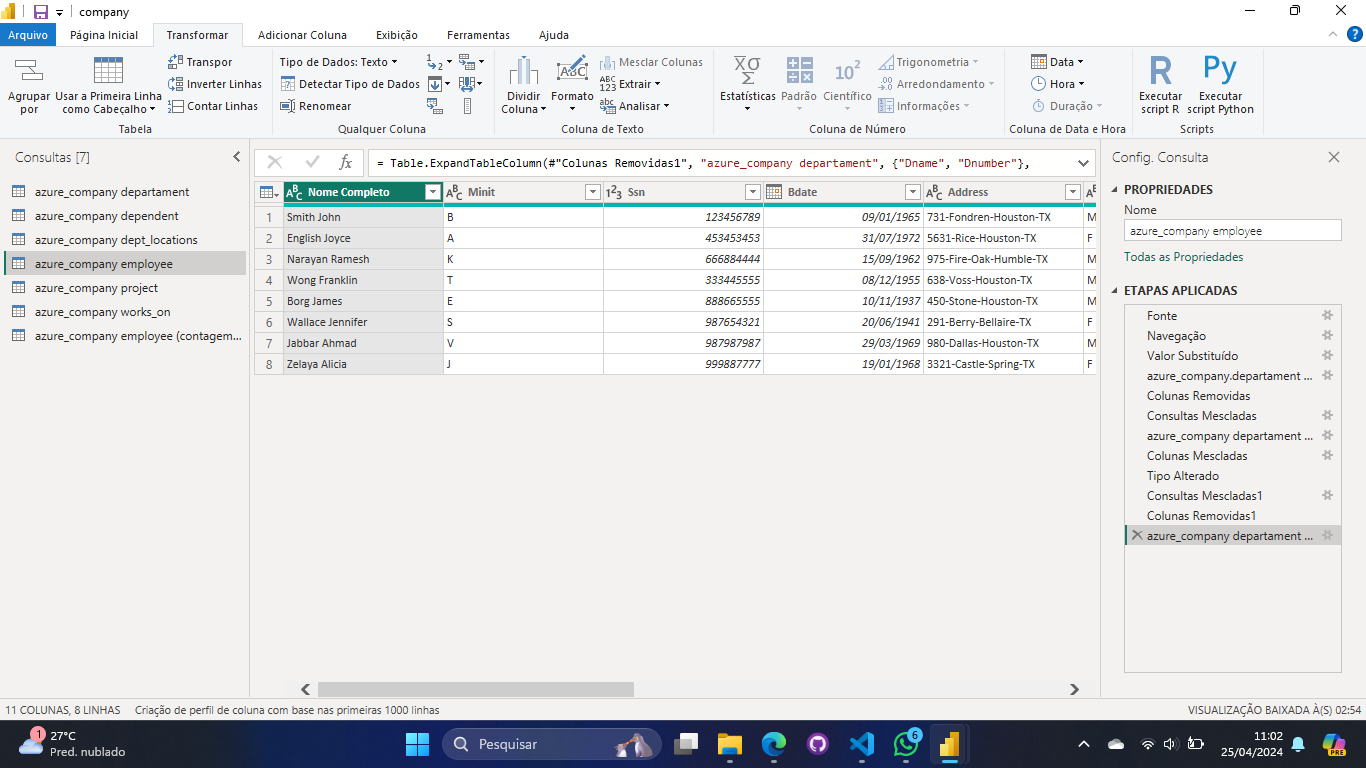 company
Arquivo Página Inicial Transformar Adicionar Coluna Exibição Ferramentas Ajuda
Agrupar por
Usar a Primeira Linha como Cabeçalho
Transpor
Inverter Linhas
Contar Linhas
Tabela
Tipo de Dados: Texto
Detectar Tipo de Dados
Renomear
Qualquer Coluna
Dividir Coluna
Formato
Mesclar Colunas
Extrair
Analisar
Coluna de Texto
Estatísticas
Padrão
Científico
Trigonometria
Arredondamento
Informações
Coluna de Número
Data
Hora
Duração
Coluna de Data e Hora
Executar script R
Executar script Python
Scripts
Consultas [7]
azure_company departament
azure_company dependent
azure_company dept_locations
azure_company employee
azure_company project
azure_company works_on
azure_company employee (contagem...
= Table.ExpandTableColumn(#"Colunas Removidas1", "azure_company departament", {"Dname", "Dnumber"},
Nome Completo Minit Ssn Bdate Address
1 Smith John B 123456789 09/01/1965 731-Fondren-Houston-TX M
2 English Joyce A 453453453 31/07/1972 5631-Rice-Houston-TX F
3 Narayan Ramesh K 666884444 15/09/1962 975-Fire-Oak-Humble-TX M
4 Wong Franklin T 333445555 08/12/1955 638-Voss-Houston-TX M
5 Borg James E 888665555 10/11/1937 450-Stone-Houston-TX M
6 Wallace Jennifer S 987654321 20/06/1941 291-Berry-Bellaire-TX F
7 Jabbar Ahmad V 987987987 29/03/1969 980-Dallas-Houston-TX M
8 Zelaya Alicia J 999887777 19/01/1968 3321-Castle-Spring-TX F
Config. Consulta
PROPRIEDADES
Nome
azure_company employee
Todas as Propriedades
ETAPAS APLICADAS
Fonte
Navegação
Valor Substituído
azure_company.departament ...
Colunas Removidas
Consultas Mescladas
azure_company departament ...
Colunas Mescladas
Tipo Alterado
Consultas Mescladas1
Colunas Removidas1
azure_company departament ...
11 COLUNAS, 8 LINHAS Criação de perfil de coluna com base nas primeiras 1000 linhas VISUALIZAÇÃO BAIXADA À(S) 02:54
1
27°C
Pred. nublado
Pesquisar
6
11:02
25/04/2024
PRE